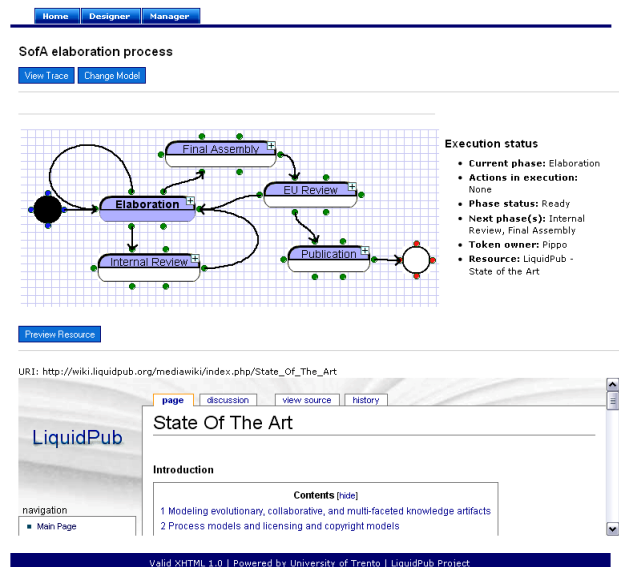 Home Designer Manager
SofA elaboration process
View Trace Change Model
Final Assembly
EU Review
Elaboration
Internal Review
Publication
Execution status
Current phase: Elaboration
Actions in execution:
None
Phase status: Ready
Next phase(s): Internal
Review, Final Assembly
Token owner: Pippo
Resource: LiquidPub -
State of the Art
Preview Resource
URI: http://wiki.liquidpub.org/mediawiki/index.php/State_Of_The_Art
page discussion view source history
LiquidPub
State Of The Art
Introduction
Contents [hide]
1 Modeling evolutionary, collaborative, and multi-faceted knowledge artifacts
2 Process models and licensing and copyright models
navigation
Main Page
Valid XHTML 1.0 | Powered by University of Trento | LiquidPub Project